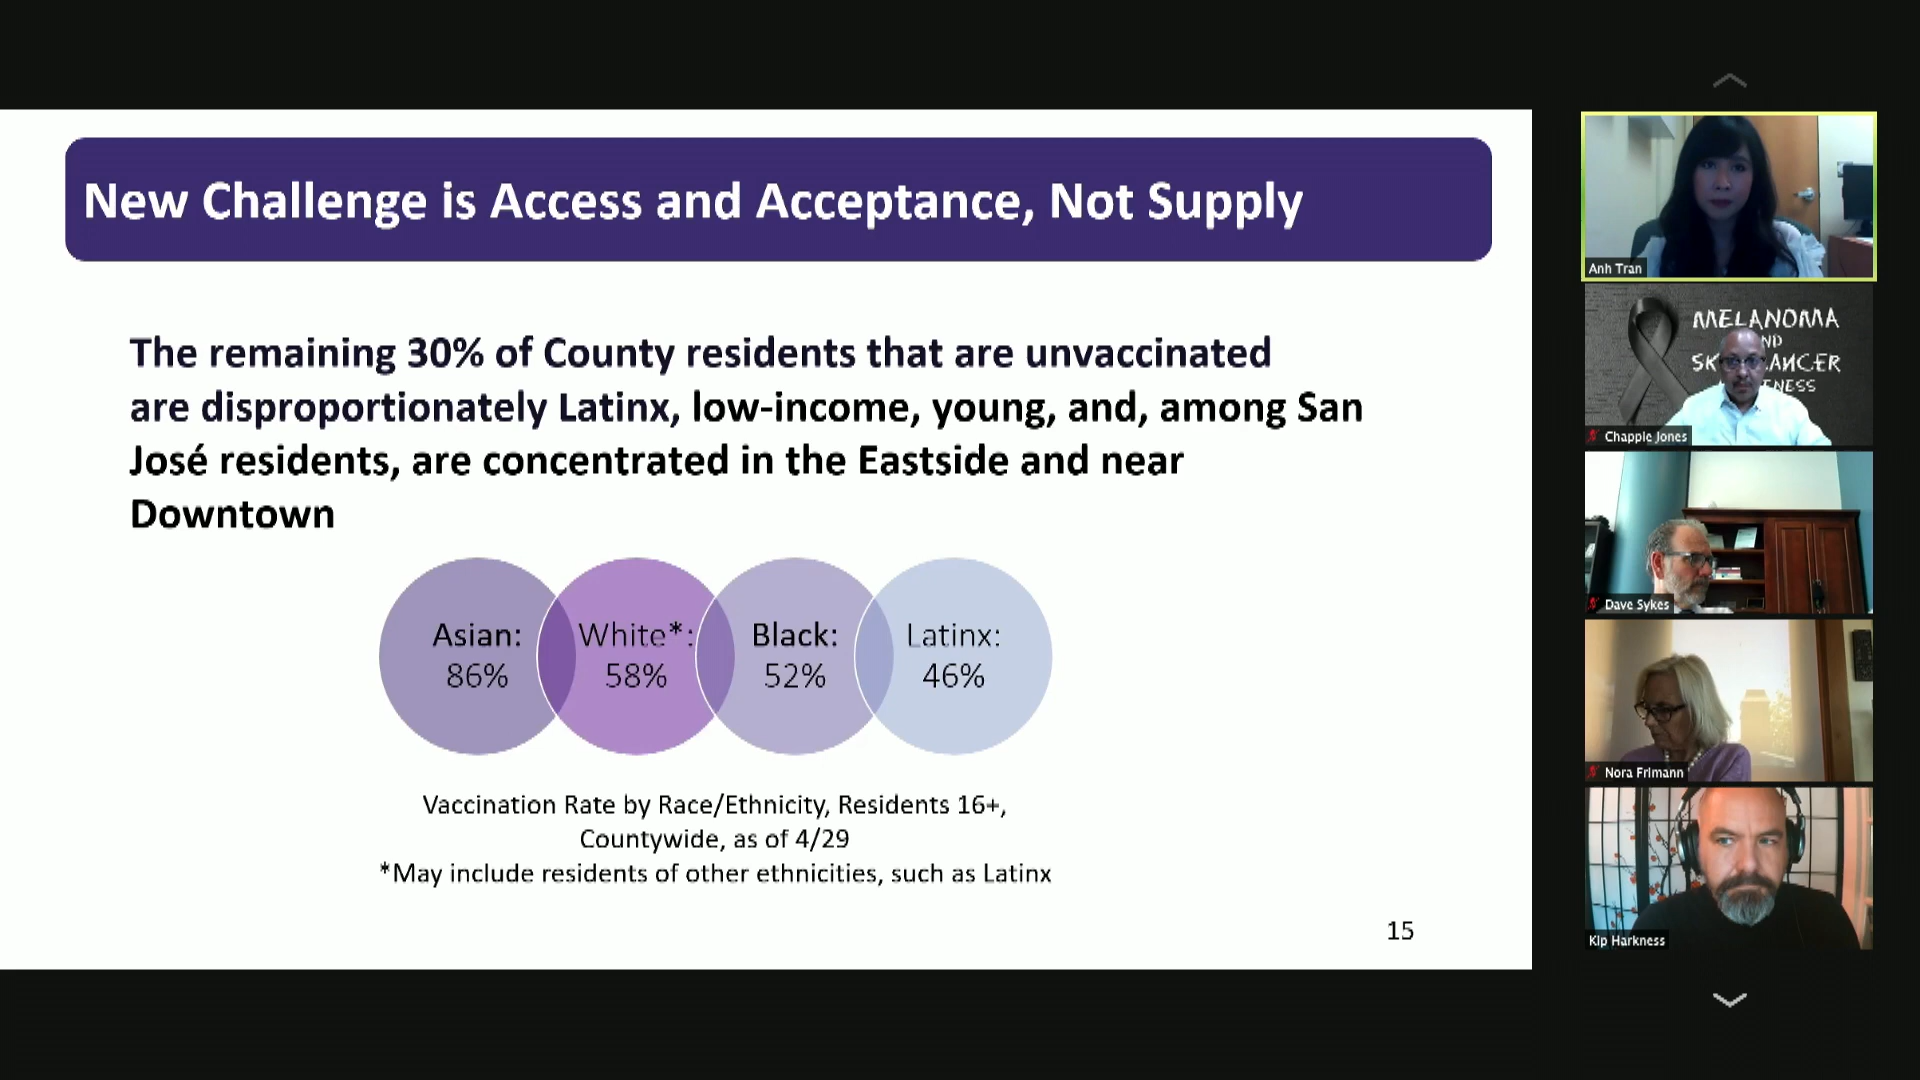 New Challenge is Access and Acceptance, Not Supply
The remaining 30% of County residents that are unvaccinated
are disproportionately Latinx, low-income, young, and, among San
José residents, are concentrated in the Eastside and near
Downtown
Asian:
86%
White*:
58%
Black:
52%
Latinx:
46%
Vaccination Rate by Race/Ethnicity, Residents 16+,
Countywide, as of 4/29
*May include residents of other ethnicities, such as Latinx
15
Anh Tran
MELANOMA
Chappie Jones
Dave Sykes
Nora Frimann
Kip Harkness